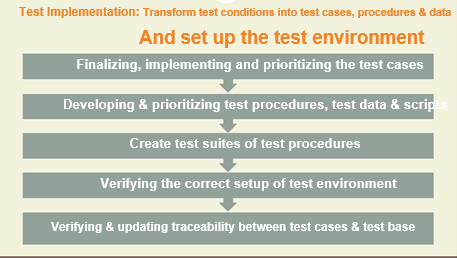 Test Implementation: Transform test conditions into test cases, procedures & data
And set up the test environment
Finalizing, implementing and prioritizing the test cases
Developing & prioritizing test procedures, test data & scripts
Create test suites of test procedures
Verifying the correct setup of test environment
Verifying & updating traceability between test cases & test base